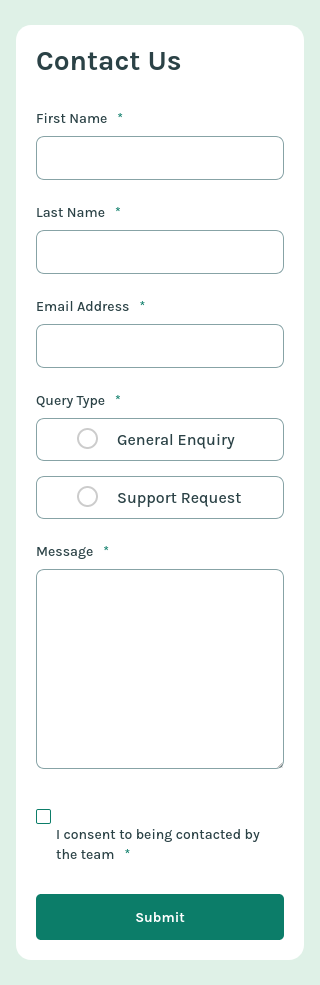 Contact Us
First Name *
Last Name *
Email Address *
Query Type *
General Enquiry
Support Request
Message *
I consent to being contacted by
the team *
Submit